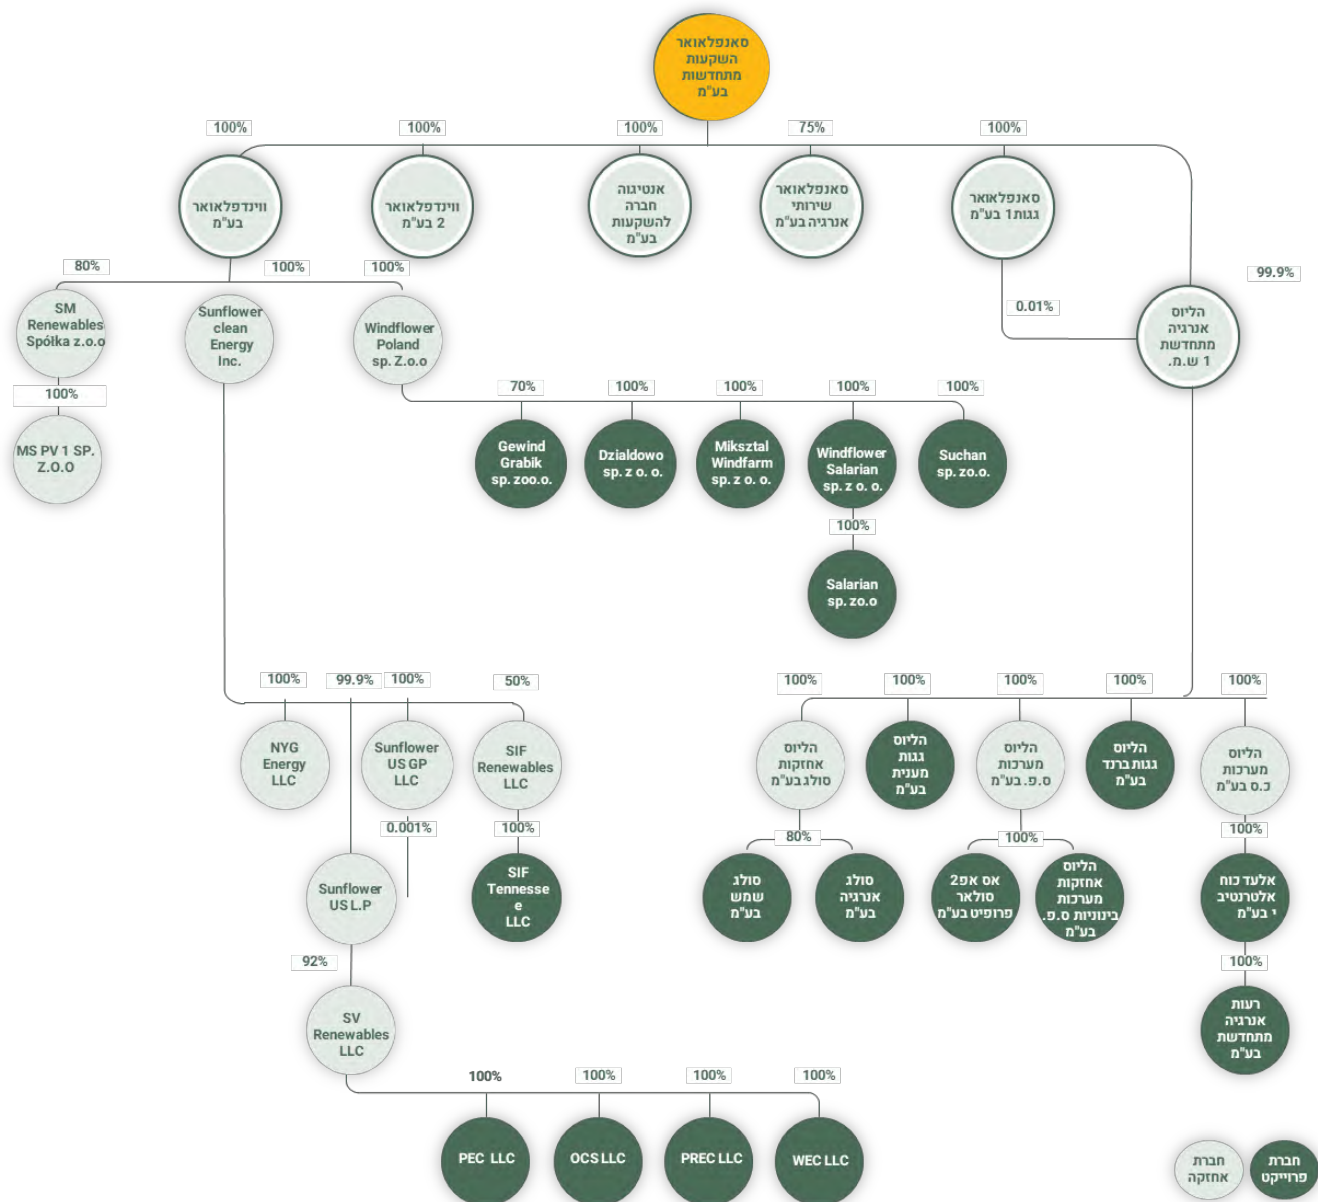 סאנפלאואר
השקעות
מתחדשות
בע"מ
100%
100%
100%
75%
100%
ווינדפלאואר
בע"מ
ווינדפלאואר
2 בע"מ
אנטיגוה
חברה
להשקעות
בע"מ
סאנפלאואר
שירותי
אנרגיה בע"מ
סאנפלאואר
גגות1 בע"מ
99.9%
0.01%
הליוס
אנרגיה
מתחדשת
1 ש.מ.
80%
100%
100%
SM
Renewables
Spółka z.o.o
Sunflower
clean
Energy
Inc.
Windflower
Poland
sp. Z.o.o
100%
MS PV 1 SP.
Z.O.O
70%
100%
100%
100%
100%
Gewind
Grabik
sp. zoo.o.
Dzialdowo
sp. z o. o.
Miksztal
Windfarm
sp. z o. o.
Windflower
Salarian
sp. z o. o.
Suchan
sp. zo.o.
100%
Salarian
sp. zo.o
100%
99.9%
100%
50%
NYG
Energy
LLC
Sunflower
US GP
LLC
SIF
Renewables
LLC
0.001%
100%
Sunflower
US L.P
SIF
Tennesse
e
LLC
92%
SV
Renewables
LLC
100%
100%
100%
100%
PEC LLC
OCS LLC
PREC LLC
WEC LLC
100%
100%
100%
100%
100%
הליוס
אחזקות
סולג בע"מ
הליוס
גגות
מענית
בע"מ
הליוס
מערכות
ס.פ. בע"מ
הליוס
גגות ברנד
בע"מ
הליוס
מערכות
כ.ס בע"מ
80%
100%
100%
סולג
שמש
בע"מ
סולג
אנרגיה
בע"מ
אס אפ2
סולאר
פרופיט בע"מ
הליוס
אחזקות
מערכות
בינוניות ס.פ.
בע"מ
אלעד כוח
אלטרנטיב
י בע"מ
100%
רעות
אנרגיה
מתחדשת
בע"מ
חברת
אחזקה
חברת
פרוייקט